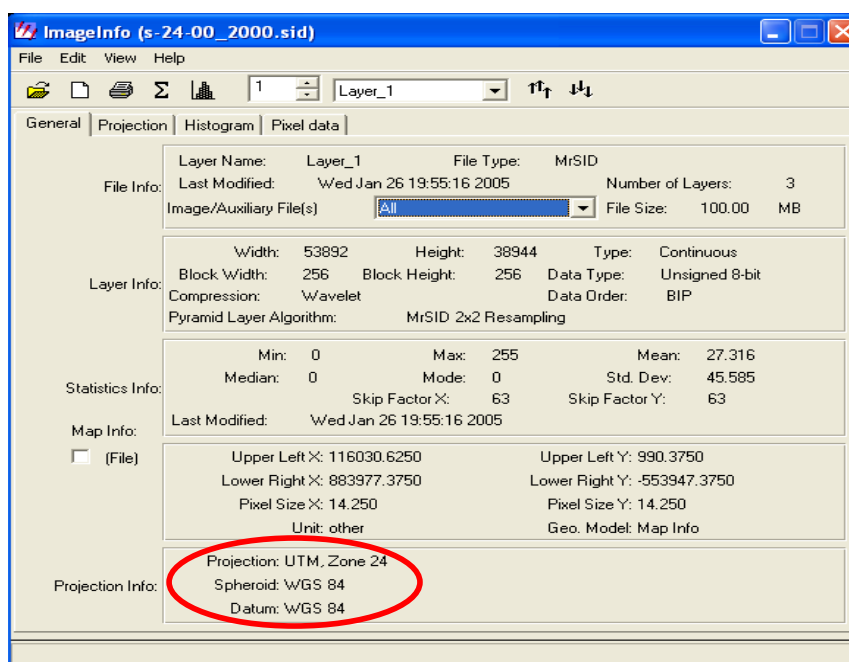 ImageInfo (s-24-00_2000.sid)
File Edit View Help
Σ 1 Layer_1
General Projection Histogram Pixel data
File Info:
Layer Name: Layer_1 File Type: MrSID
Last Modified: Wed Jan 26 19:55:16 2005 Number of Layers: 3
Image/Auxiliary File(s) All File Size: 100.00 MB
Layer Info:
Width: 53892 Height: 38944 Type: Continuous
Block Width: 256 Block Height: 256 Data Type: Unsigned 8-bit
Compression: Wavelet Data Order: BIP
Pyramid Layer Algorithm: MrSID 2x2 Resampling
Statistics Info:
Min: 0 Max: 255 Mean: 27.316
Median: 0 Mode: 0 Std. Dev: 45.585
Skip Factor X: 63 Skip Factor Y: 63
Last Modified: Wed Jan 26 19:55:16 2005
Map Info:
(File)
Upper Left X: 116030.6250 Upper Left Y: 990.3750
Lower Right X: 883977.3750 Lower Right Y: -553947.3750
Pixel Size X: 14.250 Pixel Size Y: 14.250
Unit: other Geo. Model: Map Info
Projection Info:
Projection: UTM, Zone 24
Spheroid: WGS 84
Datum: WGS 84